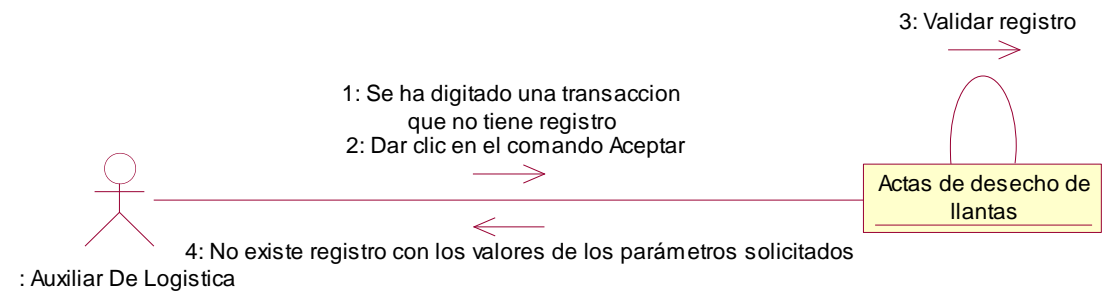 3: Validar registro
1: Se ha digitado una transaccion
que no tiene registro
2: Dar clic en el comando Aceptar
Actas de desecho de
llantas
4: No existe registro con los valores de los parámetros solicitados
: Auxiliar De Logistica